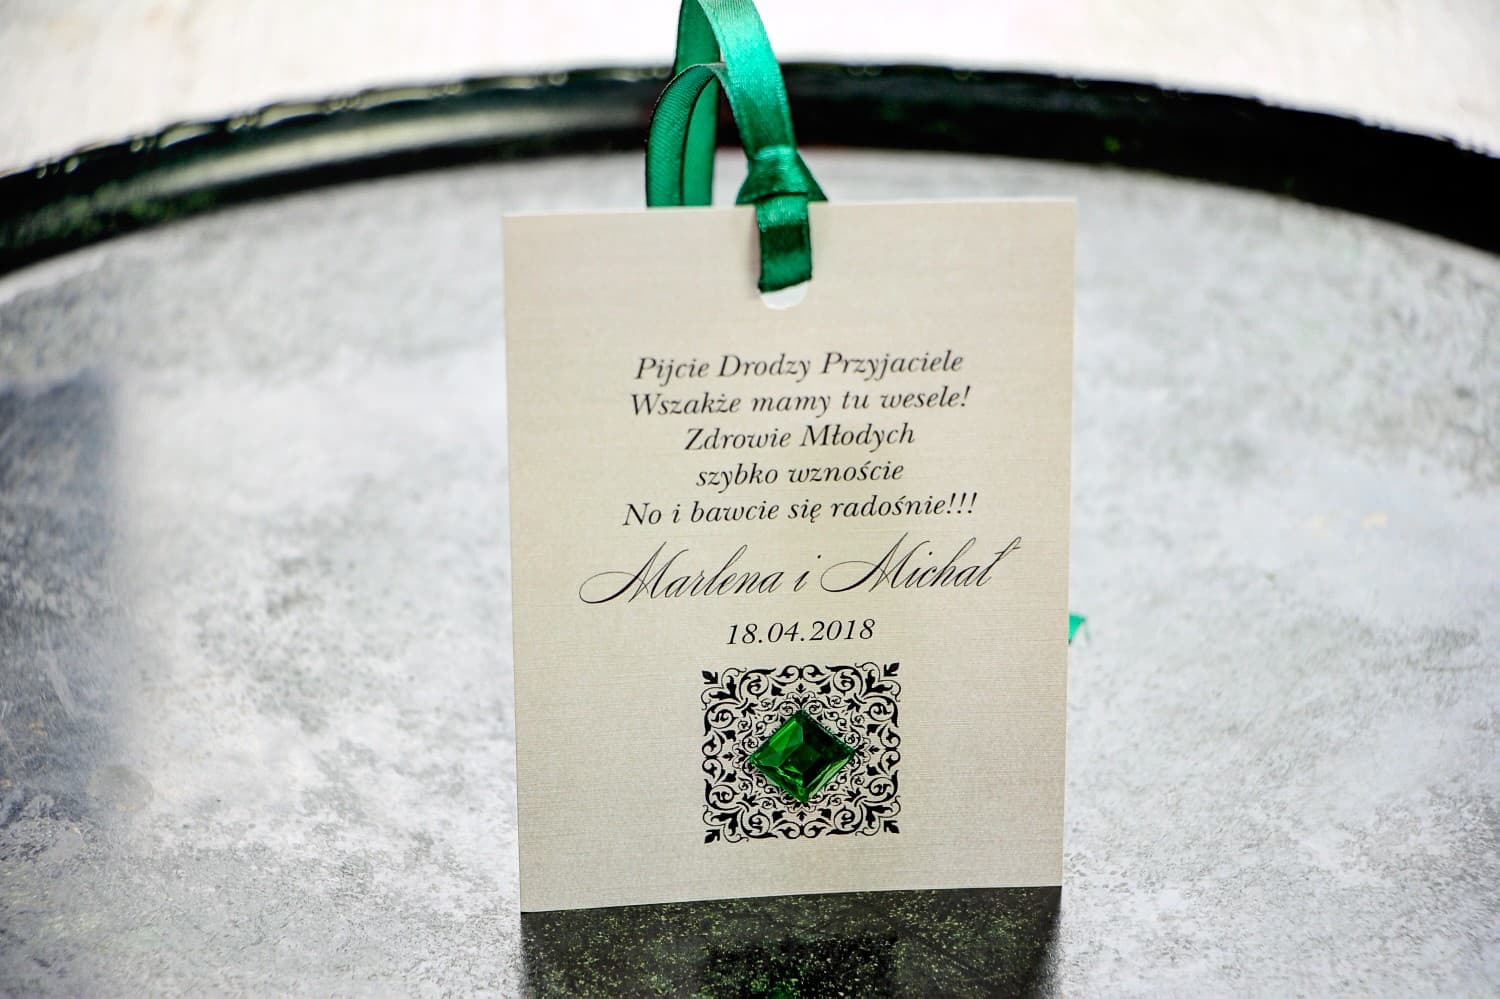 Pijcie Drodzy Przyjaciele
Wszakże mamy tu wesele!
Zdrowie Młodych
szybko wznoście
No i bawcie się radośnie!!!
Marlena i Michał
18.04.2018